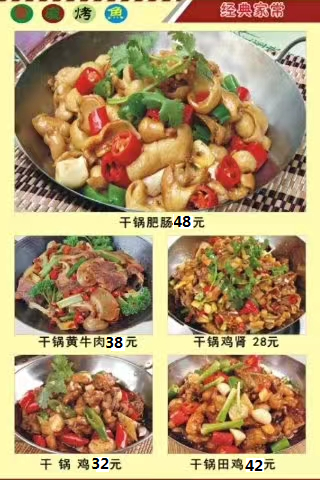 烤魚
经典家常
干锅肥肠48元
干锅黄牛肉38元
干锅鸡肾 28元
干 锅 鸡32元
干锅田鸡42元